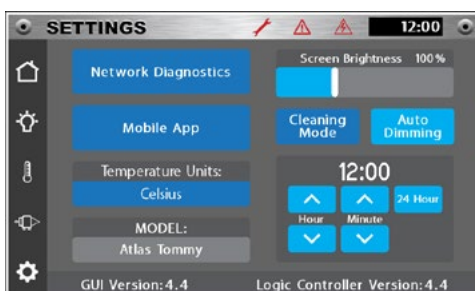 SETTINGS 12:00
Network Diagnostics
Screen Brightness 100%
Mobile App
Cleaning
Mode
Auto
Dimming
Temperature Units:
Celsius
12:00
24 Hour
Hour Minute
MODEL:
Atlas Tommy
GUI Version:4.4 Logic Controller Version:4.4